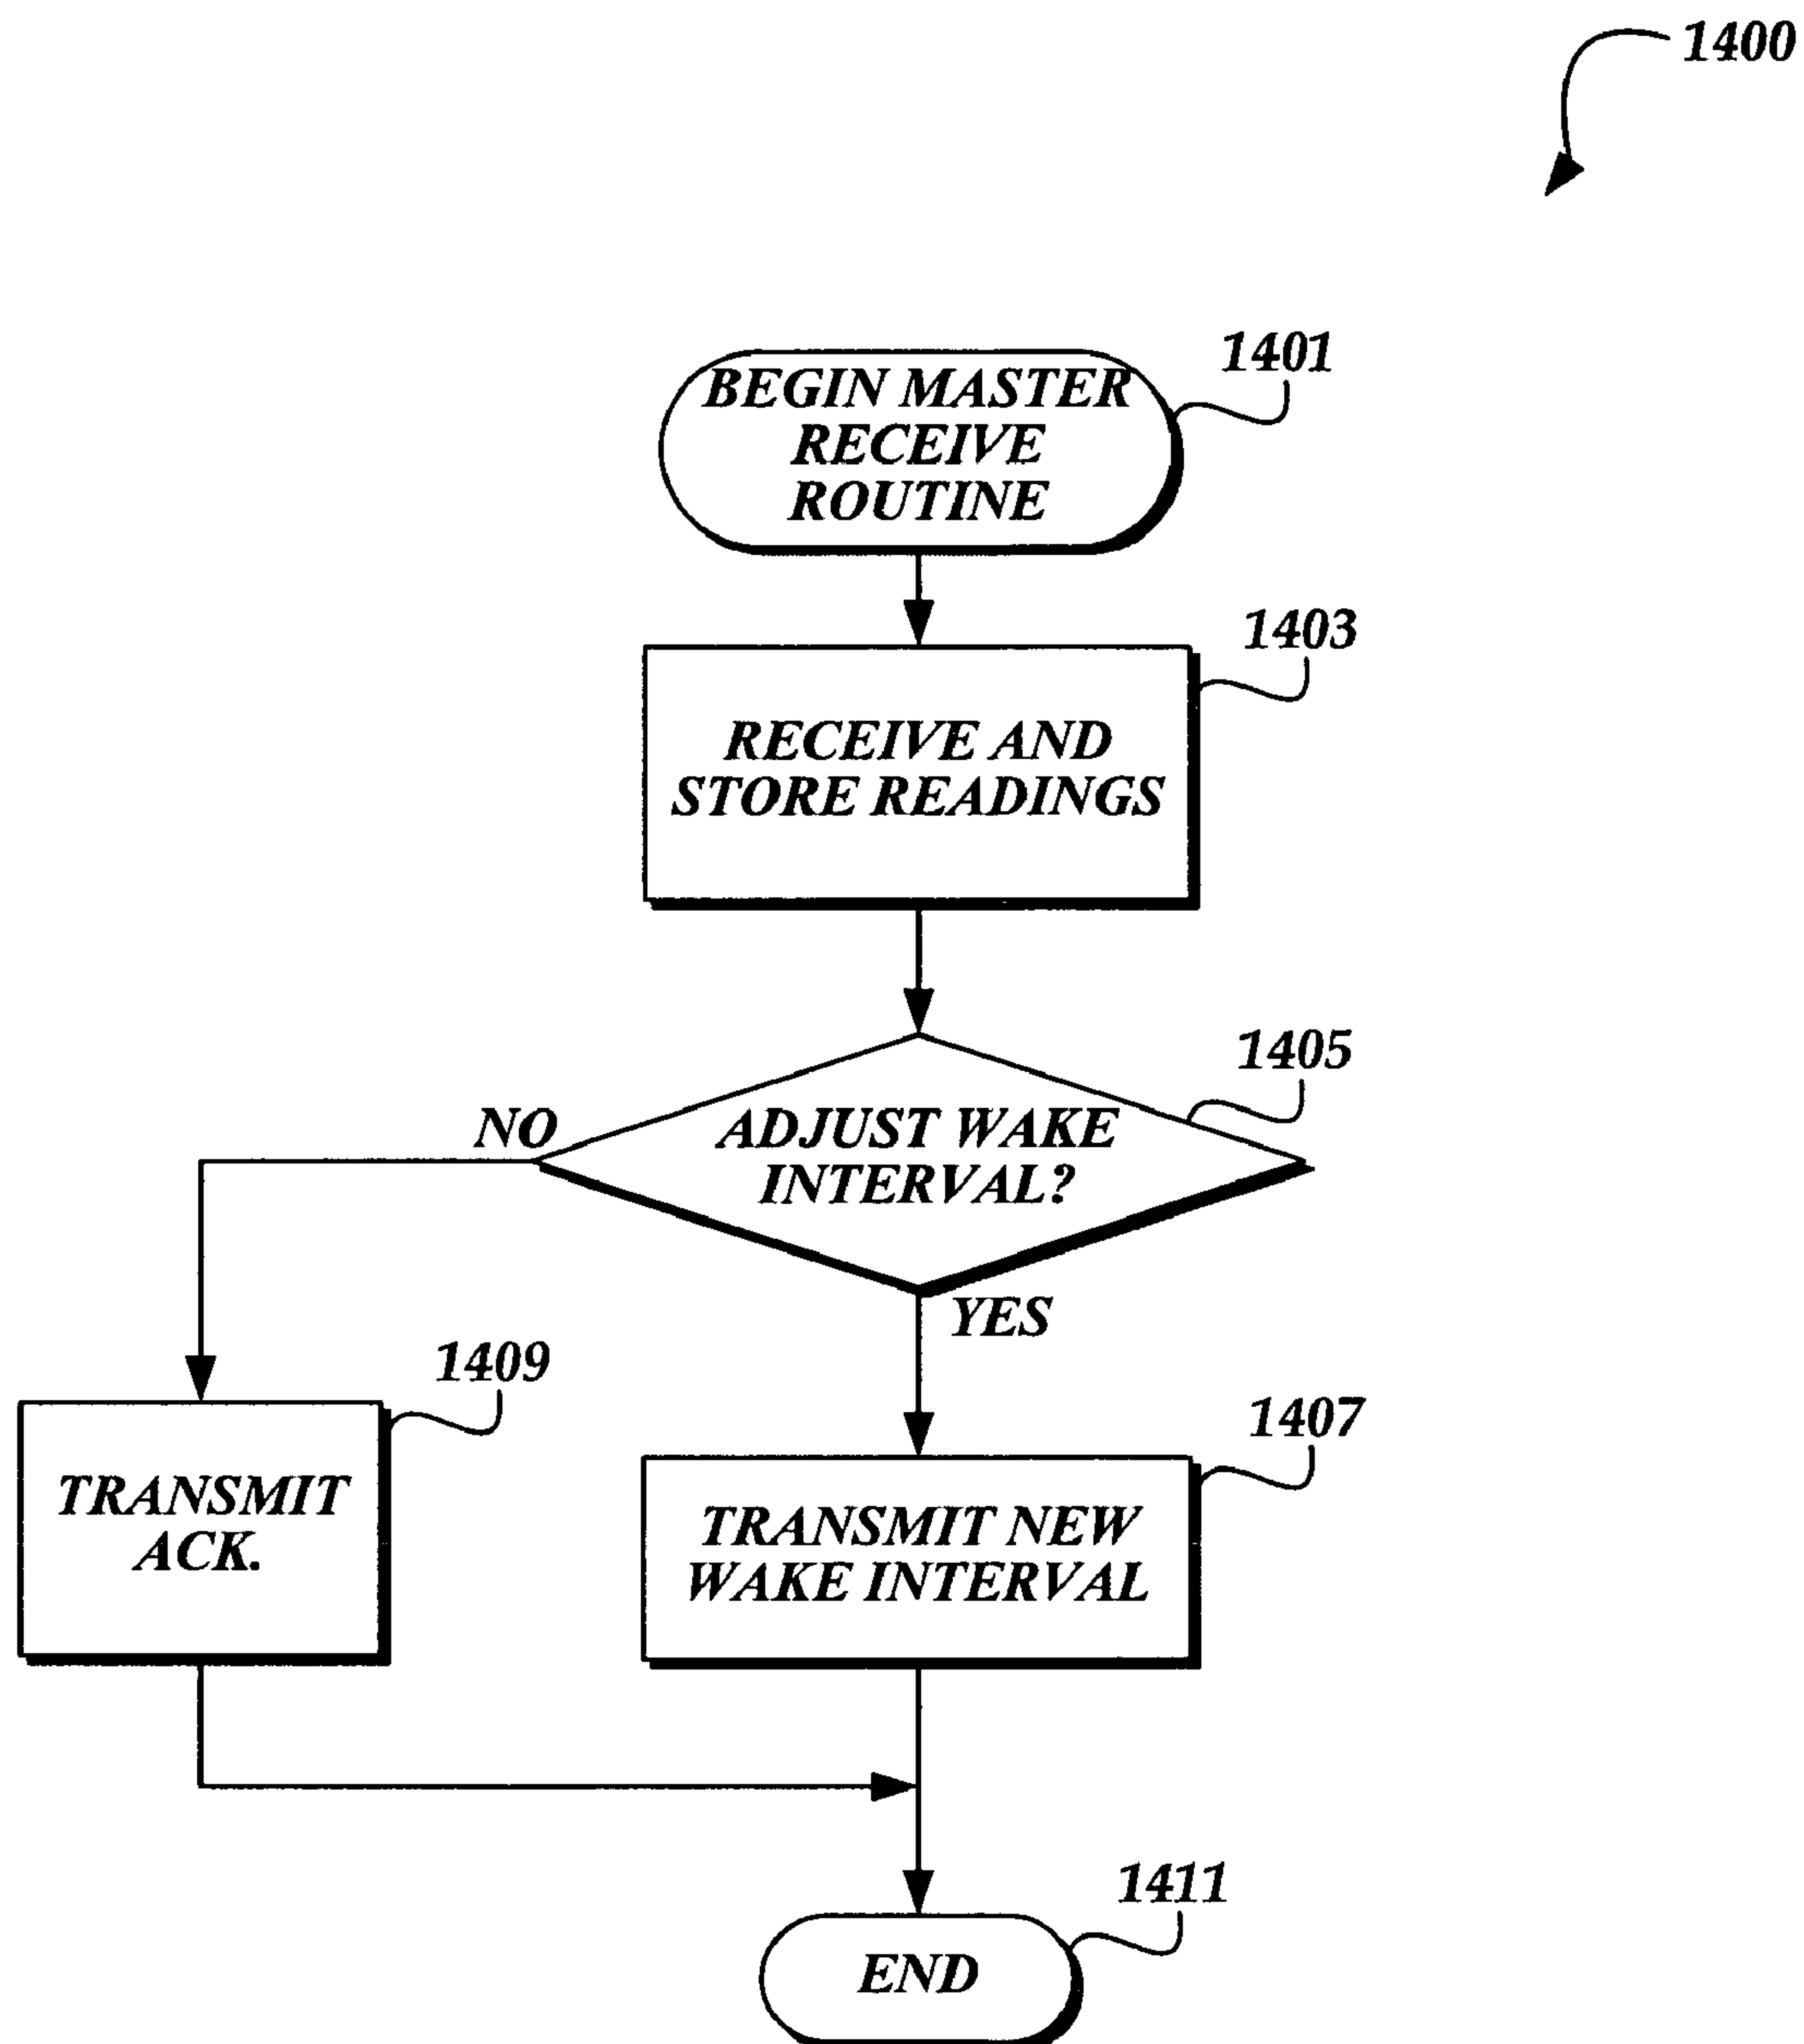 1400
1401
BEGIN MASTER
RECEIVE
ROUTINE
1403
RECEIVE AND
STORE READINGS
1405
NO
ADJUST WAKE
INTERVAL?
YES
1409
TRANSMIT
ACK.
1407
TRANSMIT NEW
WAKE INTERVAL
1411
END